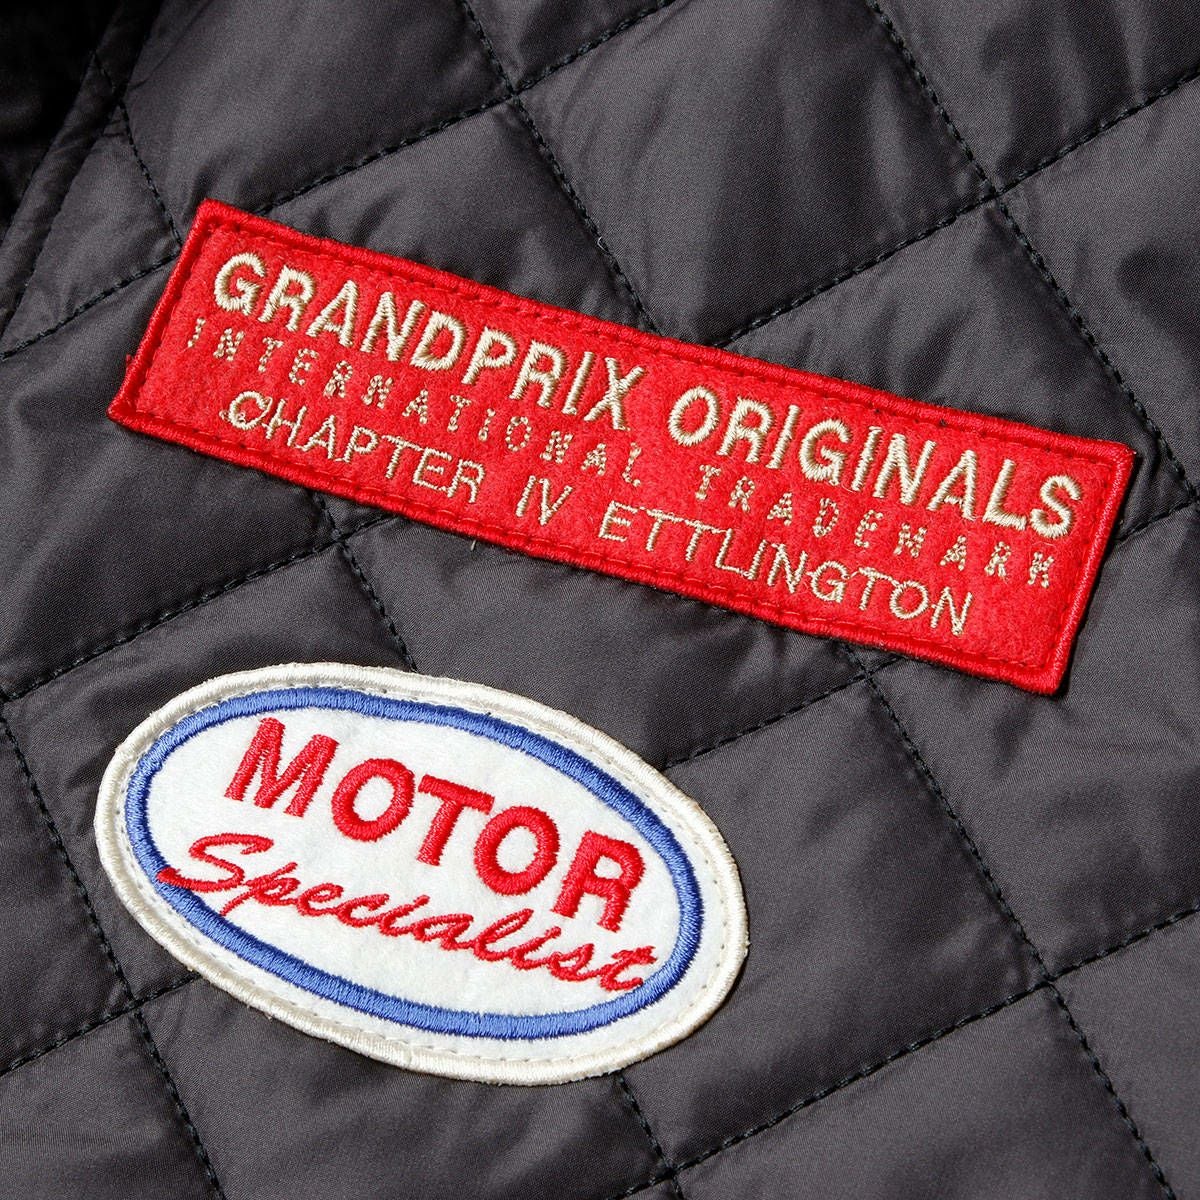 GRANDPRIX ORIGINALS
INTERNATIONAL TRADEMARK
CHAPTER IV ETTLINGTON
MOTOR
Specialist